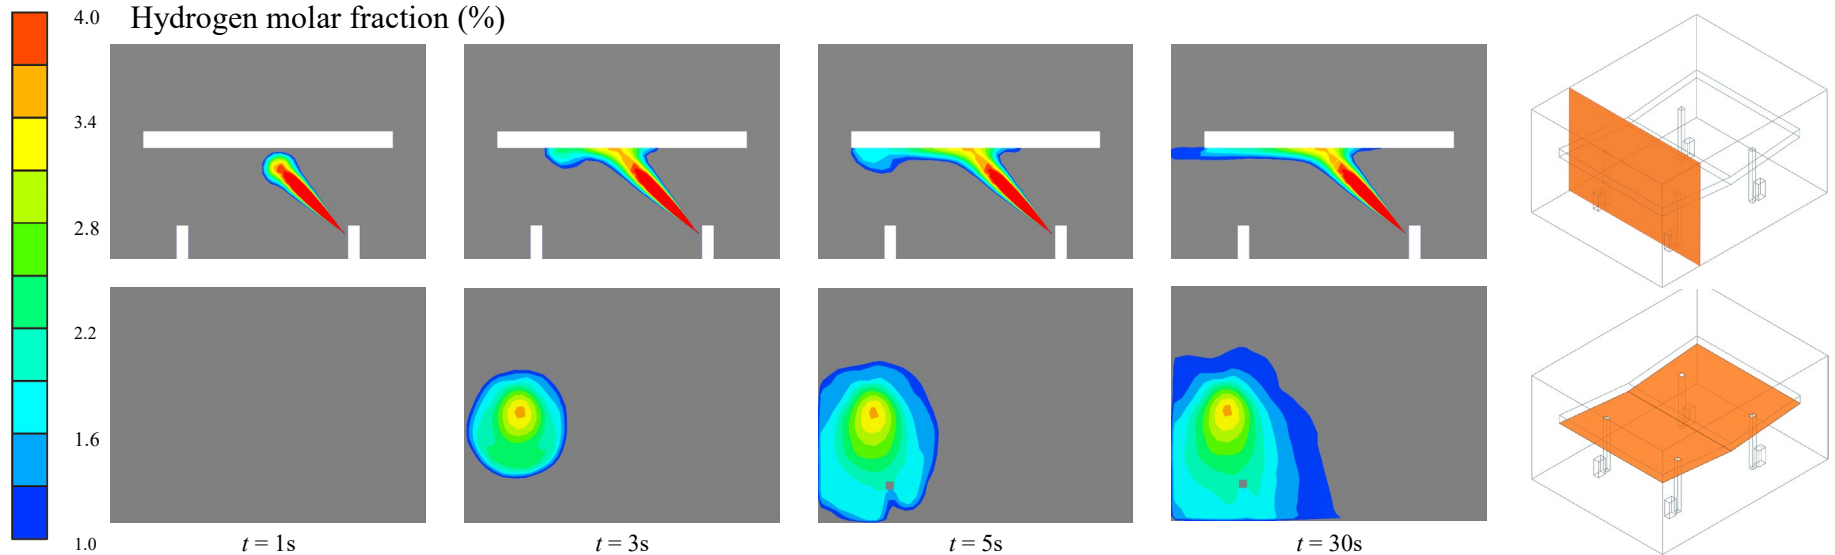 Hydrogen molar fraction (%)
4.0
3.4
2.8
2.2
1.6
1.0
t = 1s
t = 3s
t = 5s
t = 30s